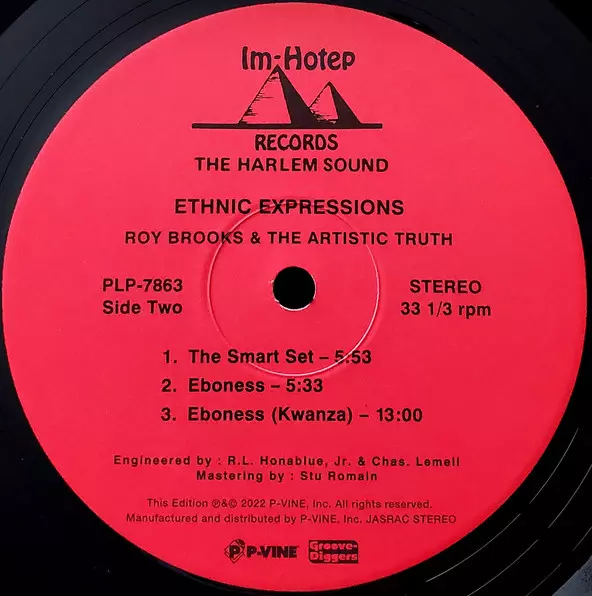 Im-Hotep
RECORDS
THE HARLEM SOUND
ETHNIC EXPRESSIONS
ROY BROOKS & THE ARTISTIC TRUTH
PLP-7863 STEREO
Side Two 33 1/3 rpm
1. The Smart Set – 5:53
2. Eboness – 5:33
3. Eboness (Kwanza) – 13:00
Engineered by : R.L. Honablue, Jr. & Chas. Lemell
Mastering by : Stu Romain
This Edition ℗&© 2022 P-VINE, Inc. All rights reserved.
Manufactured and distributed by P-VINE, Inc. JASRAC STEREO
P-VINE® Groove-Diggers